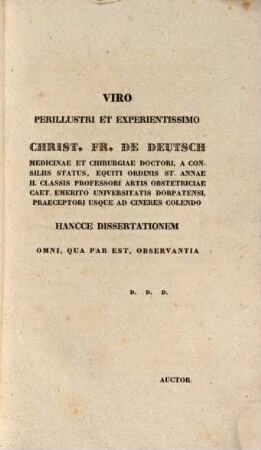 VIRO
PERILLUSTRI ET EXPERIENTISSIMO
CHRIST. FR. DE DEUTSCH
MEDICINAE ET CHIRURGIAE DOCTORI, A CON-
SILIIS STATUS, EQUITI ORDINIS ST. ANNAE
II. CLASSIS PROFESSORI ARTIS OBSTETRICIAE
CAET. EMERITO UNIVERSITATIS DORPATENSI,
PRAECEPTORI USQUE AD CINERES COLENDO
HANCCE DISSERTATIONEM
OMNI, QUA PAR EST, OBSERVANTIA
D. D. D.
AUCTOR.